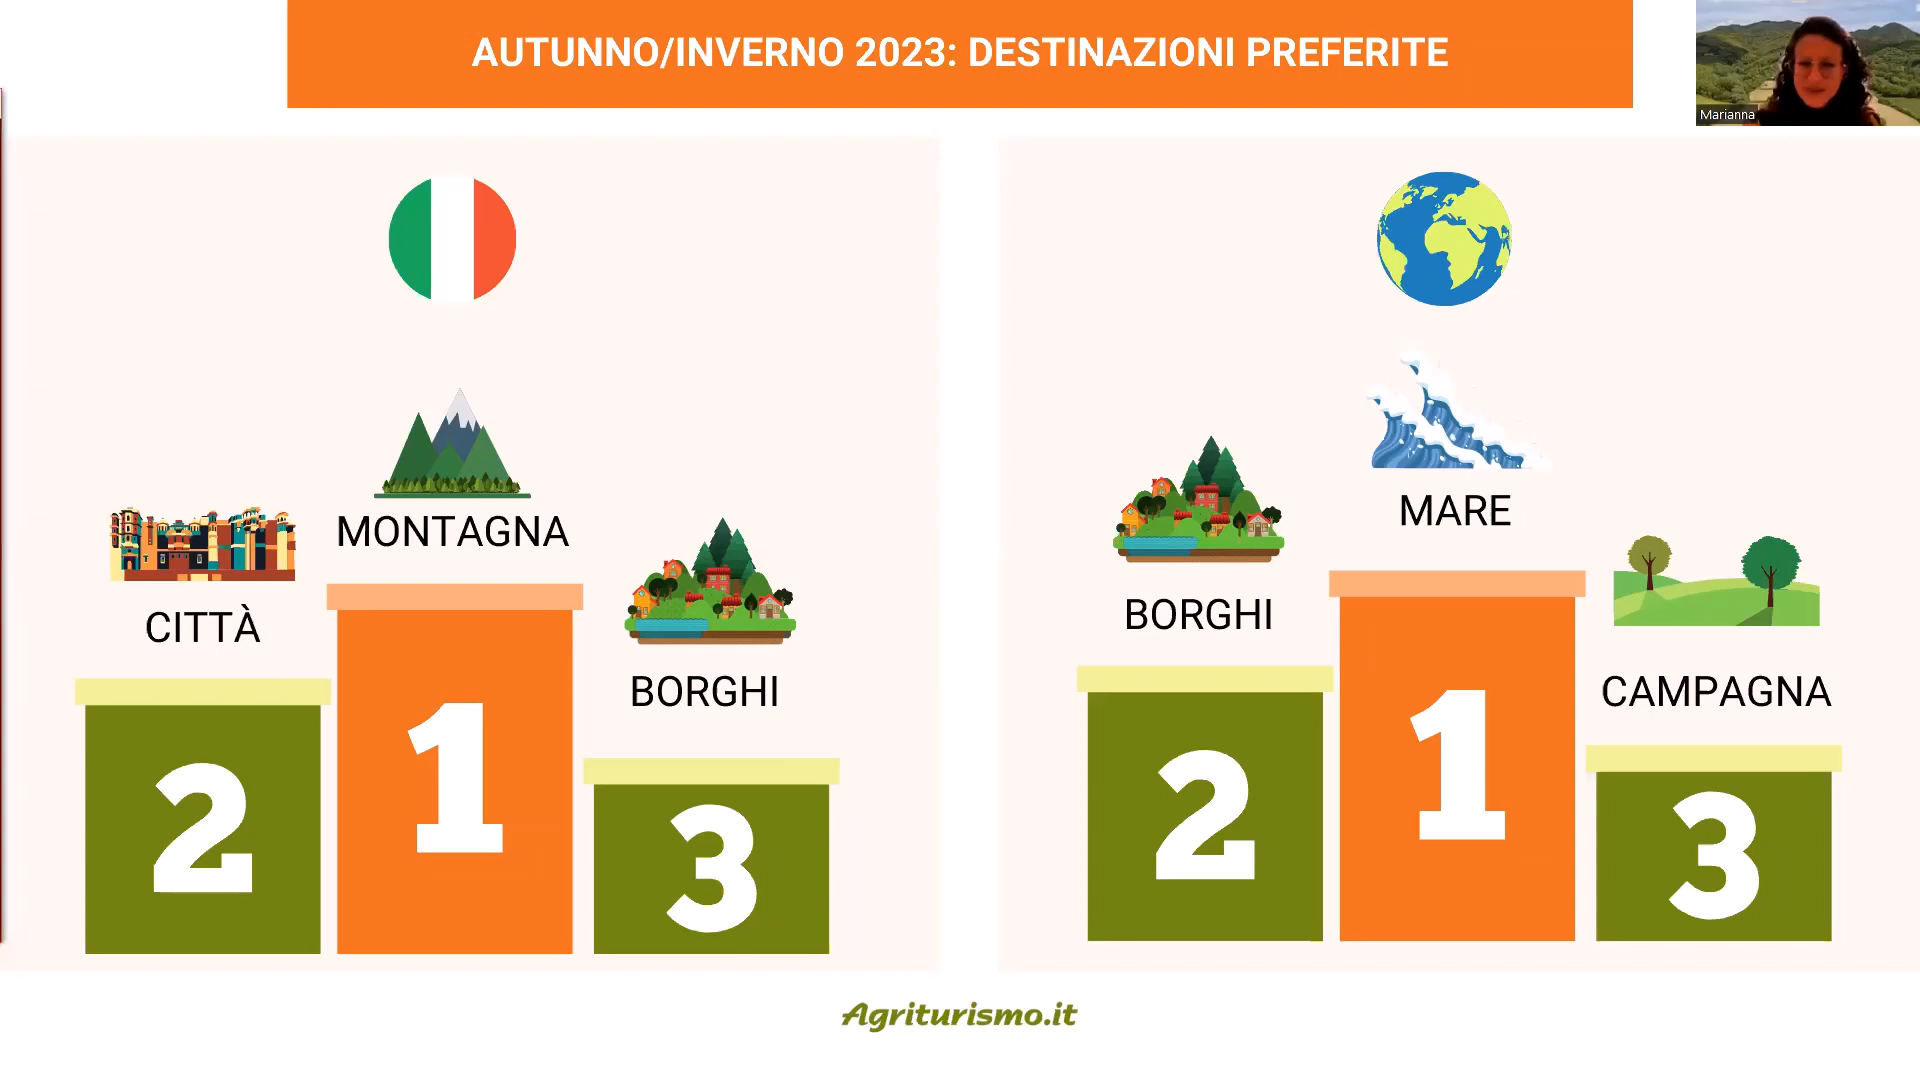 AUTUNNO/INVERNO 2023: DESTINAZIONI PREFERITE
Marianna
MONTAGNA
CITTÀ
BORGHI
1
2
3
MARE
BORGHI
CAMPAGNA
1
2
3
Agriturismo.it